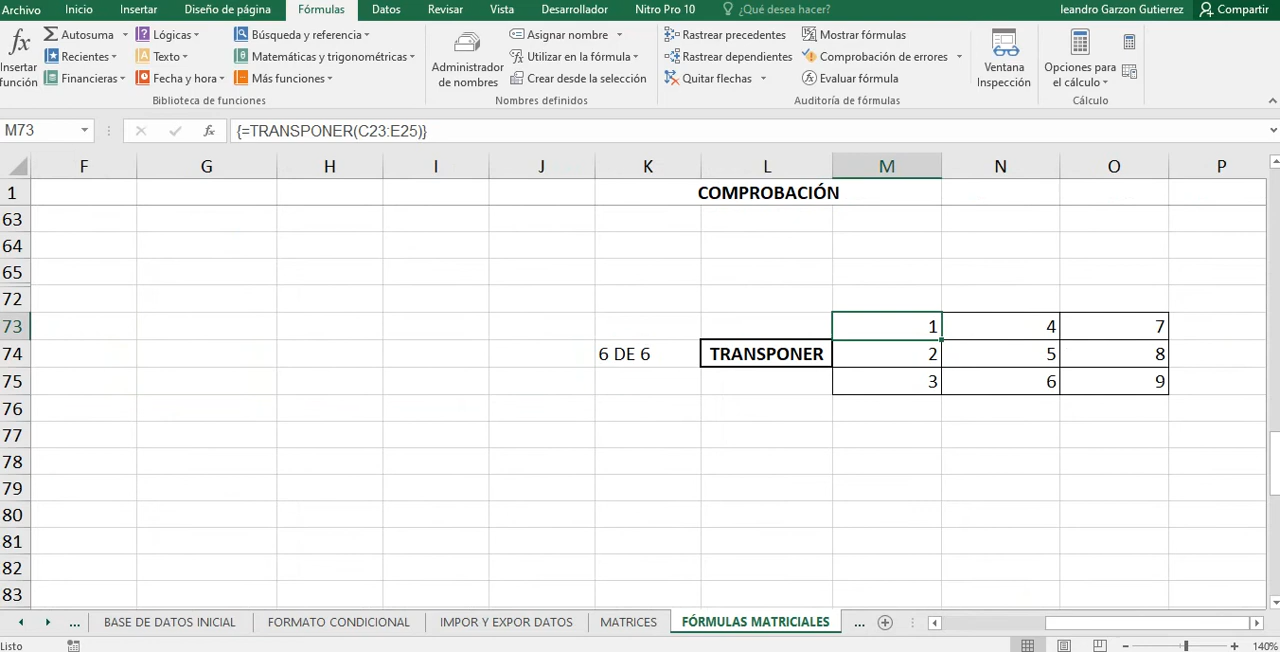 Archivo Inicio Insertar Diseño de página Fórmulas Datos Revisar Vista Desarrollador Nitro Pro 10 ¿Qué desea hacer? leandro Garzon Gutierrez Compartir
fx Insertar función
Autosuma Lógicas Búsqueda y referencia
Recientes Texto Matemáticas y trigonométricas
Financieras Fecha y hora Más funciones
Biblioteca de funciones
Administrador de nombres
Asignar nombre
Utilizar en la fórmula
Crear desde la selección
Nombres definidos
Rastrear precedentes Mostrar fórmulas
Rastrear dependientes Comprobación de errores
Quitar flechas Evaluar fórmula
Auditoría de fórmulas
Ventana Inspección
Opciones para el cálculo
Cálculo
M73 fx {=TRANSPONER(C23:E25)}
F G H I J K L M N O P
1 COMPROBACIÓN
63
64
65
72
73 1 4 7
74 6 DE 6 TRANSPONER 2 5 8
75 3 6 9
76
77
78
79
80
81
82
83
... BASE DE DATOS INICIAL FORMATO CONDICIONAL IMPOR Y EXPOR DATOS MATRICES FÓRMULAS MATRICIALES ...
Listo 140%